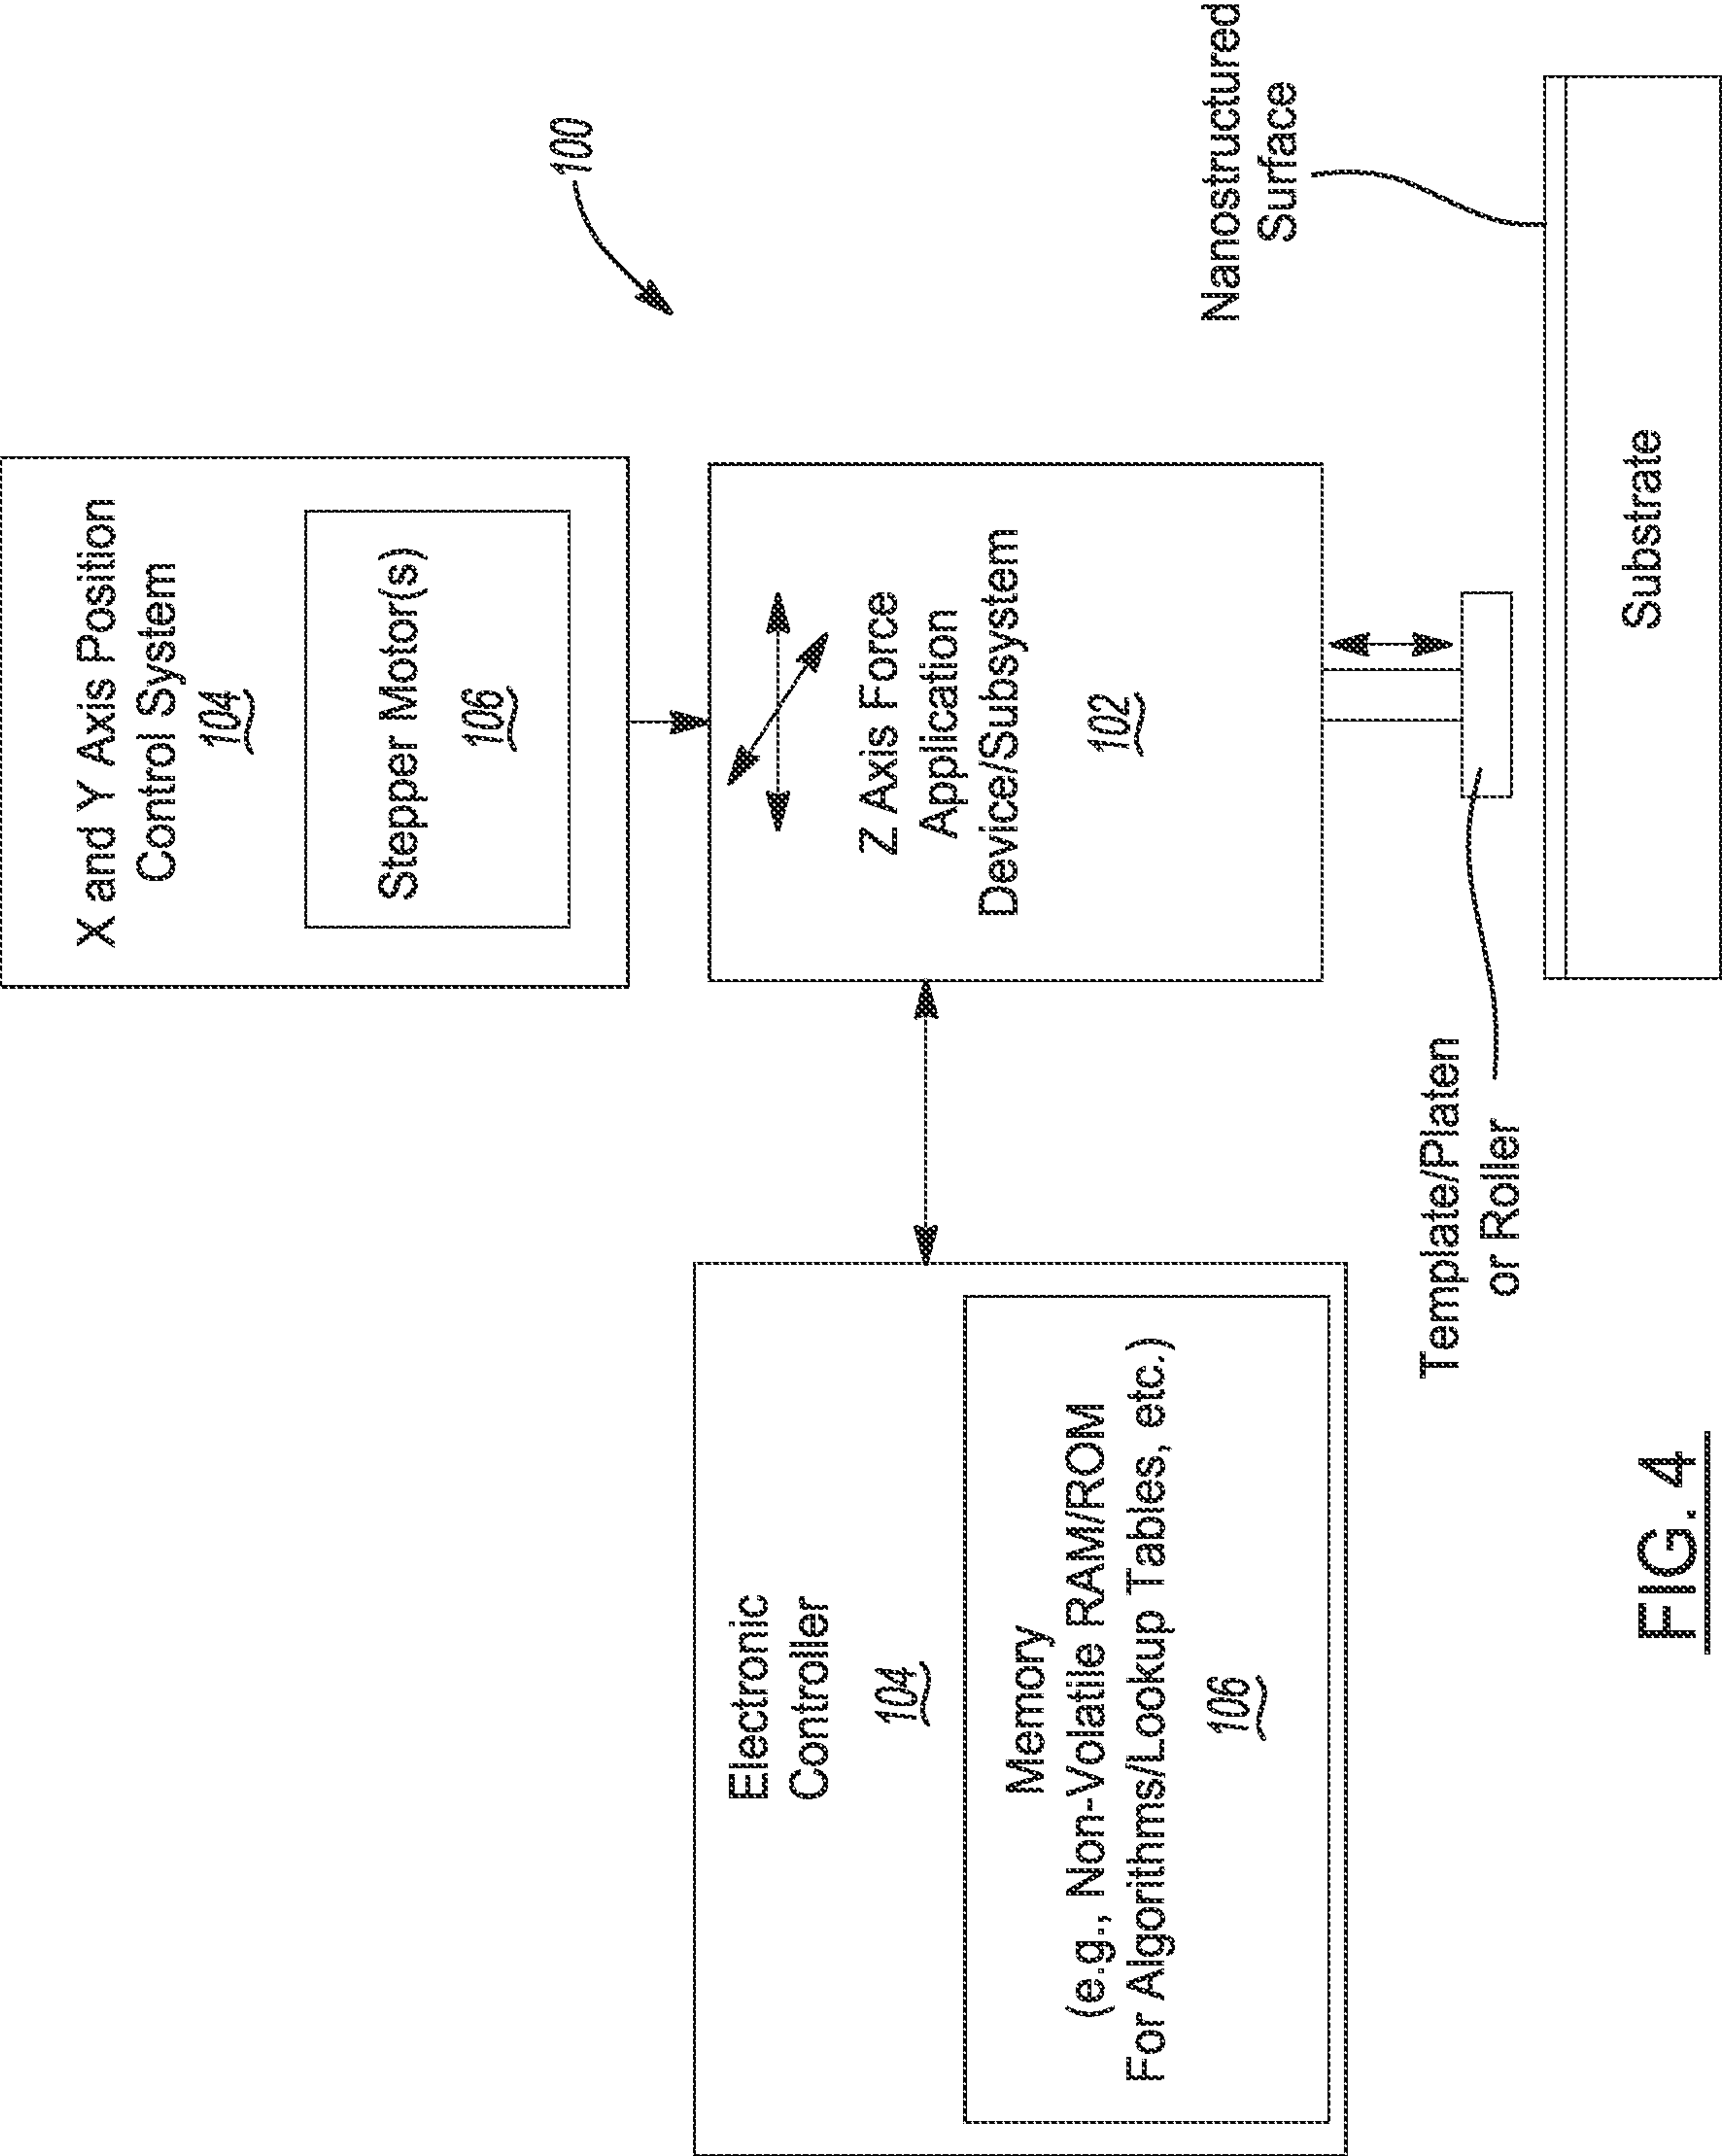 X and Y Axis Position
Control System
104
Stepper Motor(s)
106
100
Electronic
Controller
104
Memory
(e.g., Non-Volatile RAM/ROM
For Algorithms/Lookup Tables, etc.)
106
Z Axis Force
Application
Device/Subsystem
102
Nanostructured
Surface
Template/Platen
or Roller
Substrate
FIG. 4